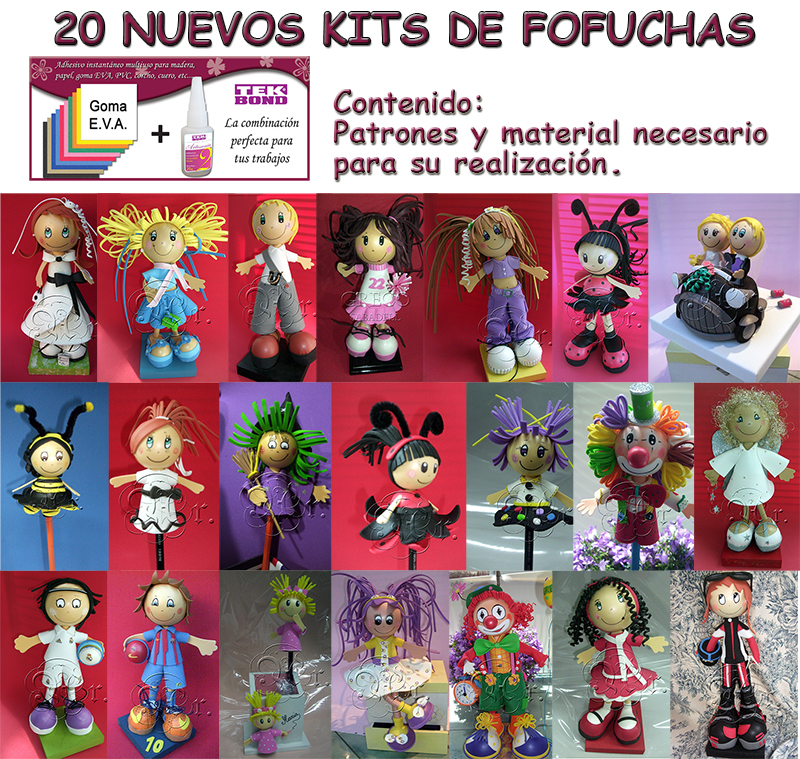 20 NUEVOS KITS DE FOFUCHAS
Adhesivo instantáneo multiuso para madera,
papel, goma EVA, PVC, corcho, cuero, etc...
Goma
E.V.A.
+
TEK
BOND
La combinación
perfecta para
tus trabajos
Contenido:
Patrones y material necesario
para su realización.
22
10